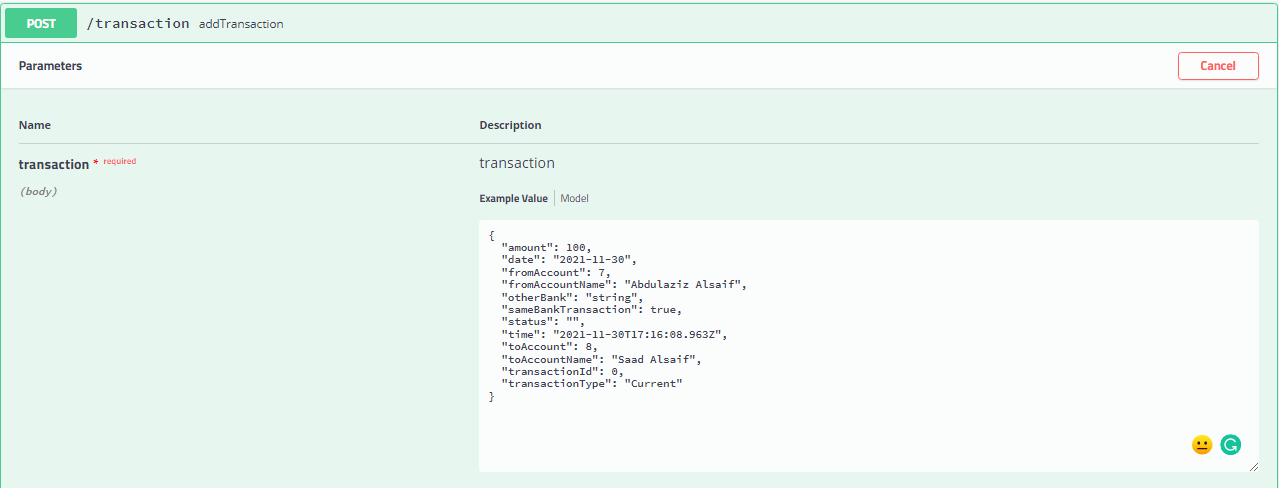 POST /transaction addTransaction
Parameters
Cancel
Name
Description
transaction * required
transaction
(body)
Example Value Model
{
"amount": 100,
"date": "2021-11-30",
"fromAccount": 7,
"fromAccountName": "Abdulaziz Alsaif",
"otherBank": "string",
"sameBankTransaction": true,
"status": "",
"time": "2021-11-30T17:16:08.963Z",
"toAccount": 8,
"toAccountName": "Saad Alsaif",
"transactionId": 0,
"transactionType": "Current"
}